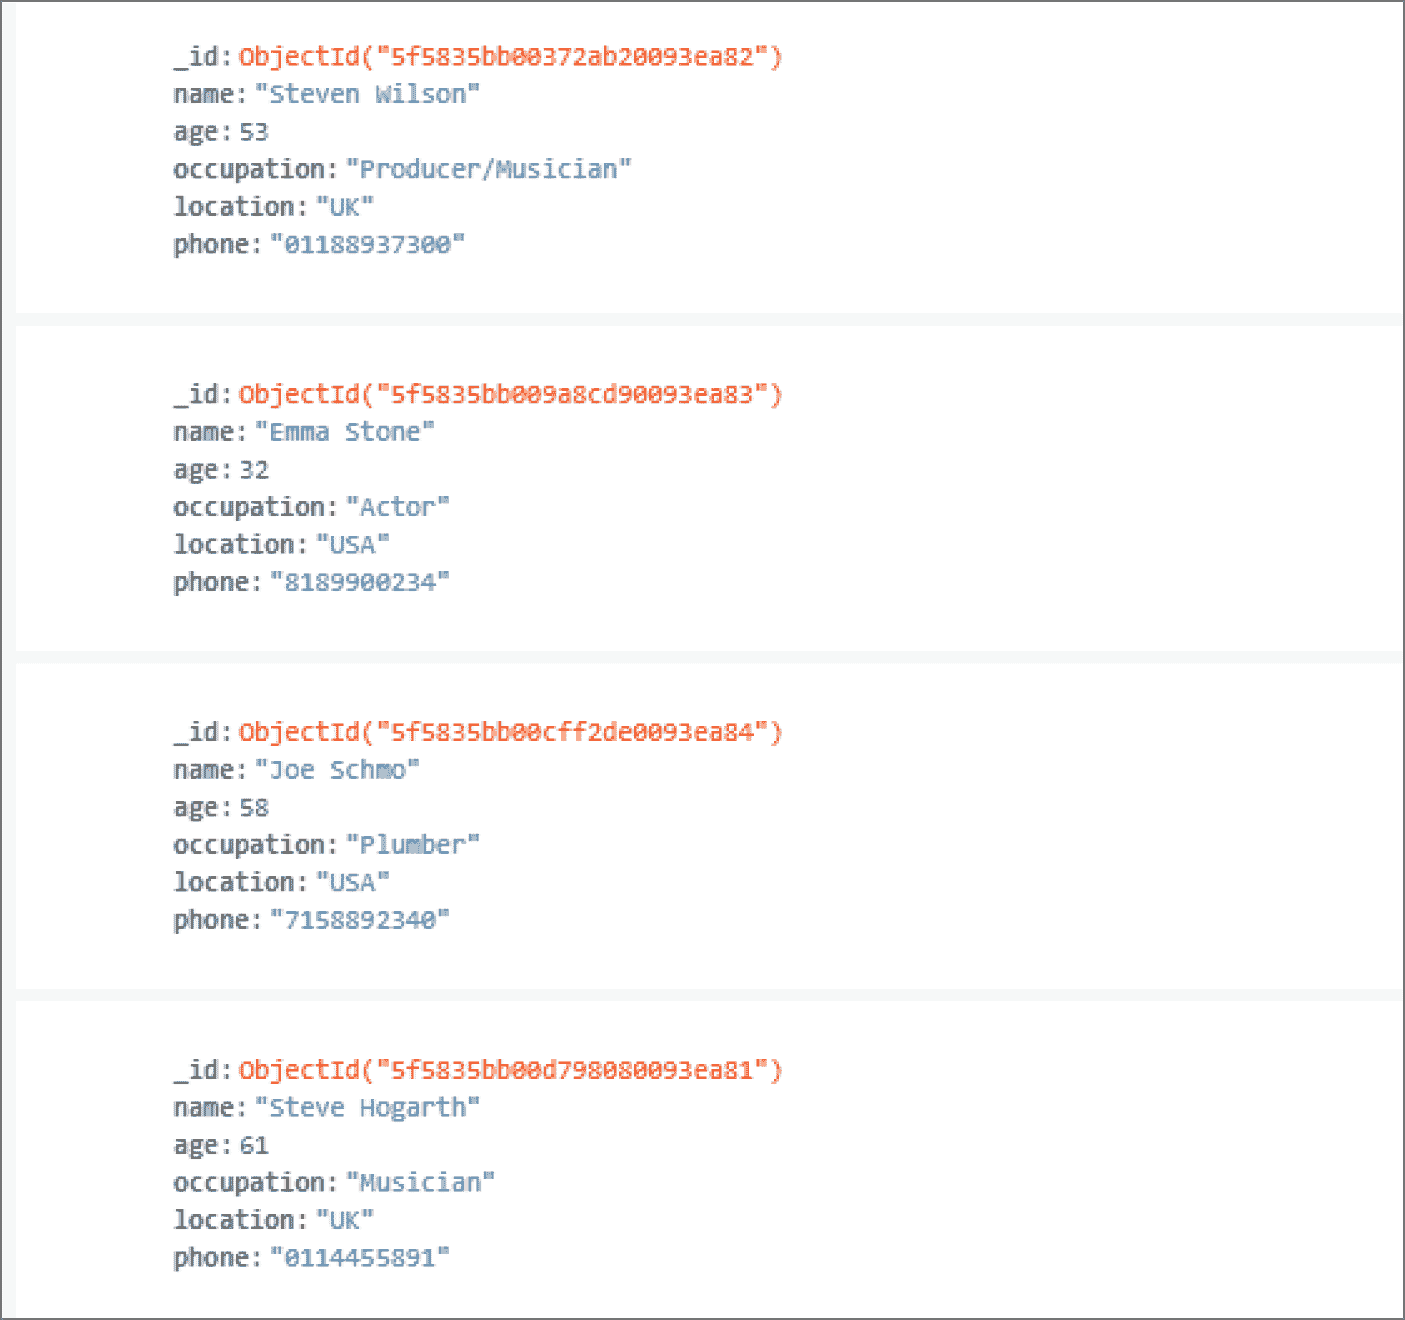 _id: ObjectId("5f5835bb00372ab20093ea82")
name: "Steven Wilson"
age: 53
occupation: "Producer/Musician"
location: "UK"
phone: "01188937300"
_id: ObjectId("5f5835bb009a8cd90093ea83")
name: "Emma Stone"
age: 32
occupation: "Actor"
location: "USA"
phone: "8189900234"
_id: ObjectId("5f5835bb00cff2de0093ea84")
name: "Joe Schmo"
age: 58
occupation: "Plumber"
location: "USA"
phone: "7158892340"
_id: ObjectId("5f5835bb00d798080093ea81")
name: "Steve Hogarth"
age: 61
occupation: "Musician"
location: "UK"
phone: "0114455891"